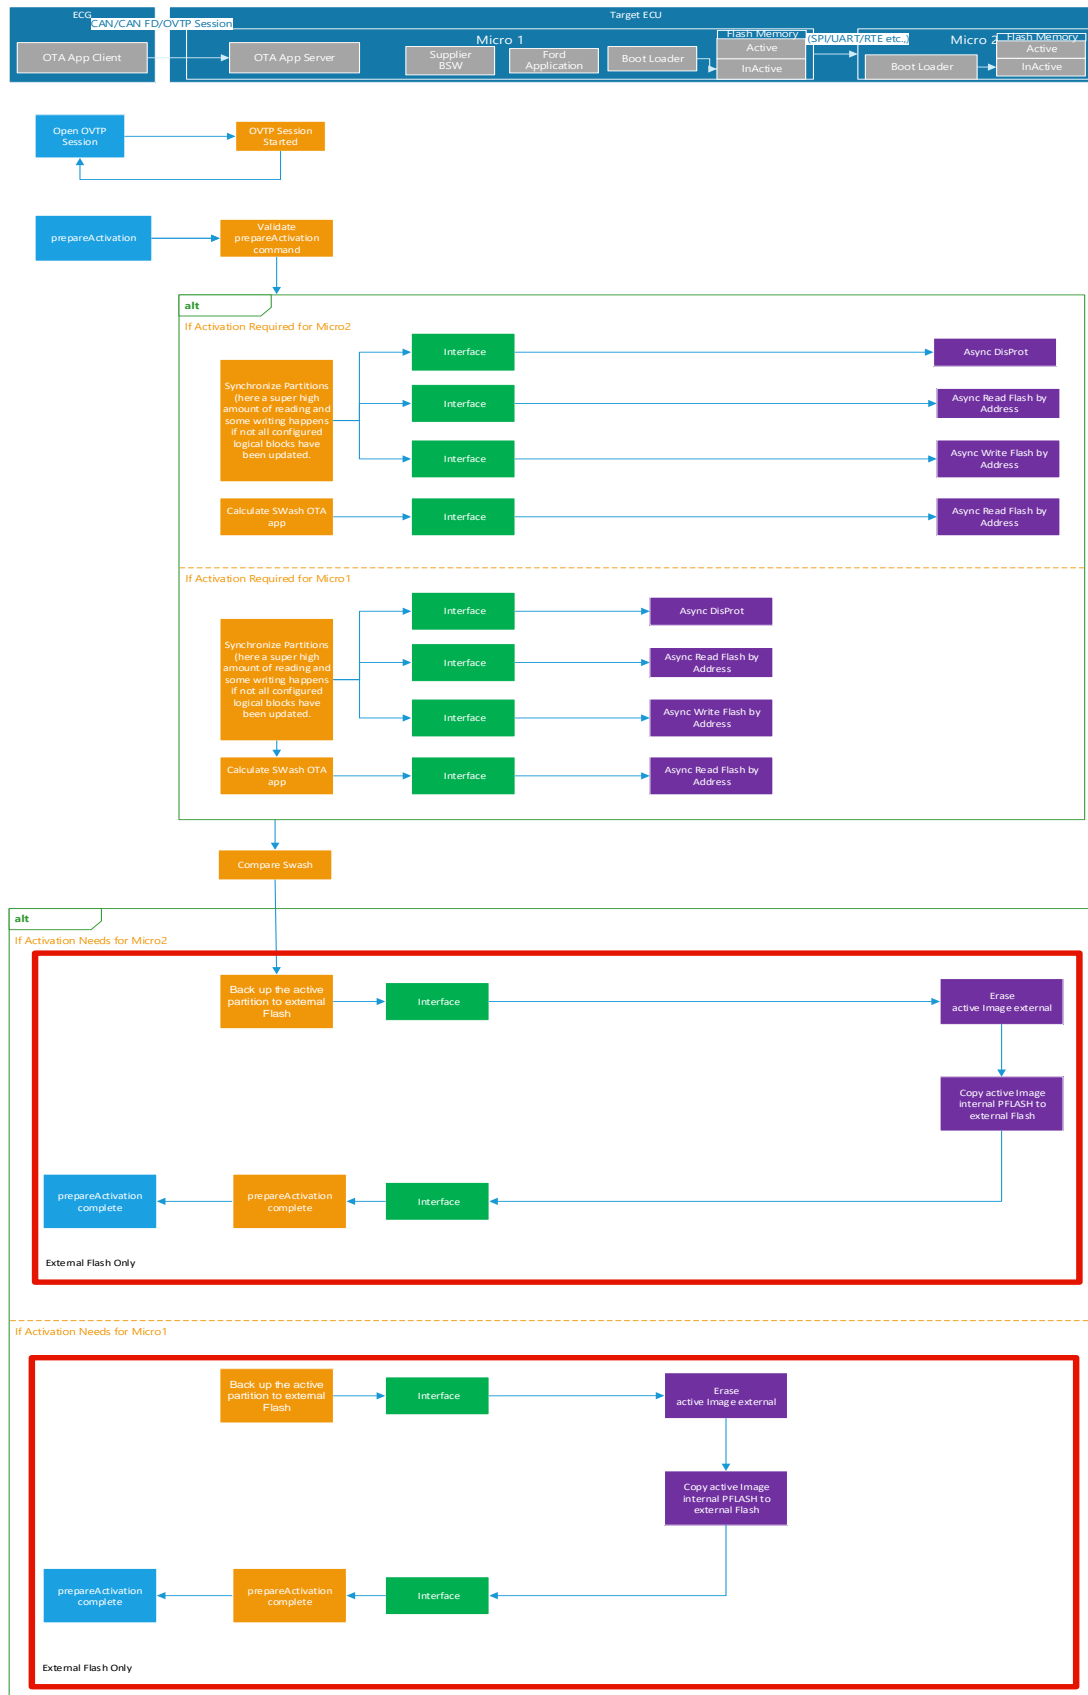 ECG
Target ECU
CAN/CAN FD/OVTP Session
OTA App Client
OTA App Server
Micro 1
Supplier
BSW
Ford
Application
Boot Loader
Flash Memory
Active
InActive
(SPI/UART/RTE etc.,)
Micro 2
Boot Loader
Flash Memory
Active
InActive
Open OVTP
Session
OVTP Session
Started
prepareActivation
Validate
prepareActivation
command
alt
If Activation Required for Micro2
Synchronize Partitions
(here a super high
amount of reading and
some writing happens
if not all configured
logical blocks have
been updated.
Interface
Async DisProt
Interface
Async Read Flash by
Address
Interface
Async Write Flash by
Address
Calculate SWash OTA
app
Interface
Async Read Flash by
Address
If Activation Required for Micro1
Synchronize Partitions
(here a super high
amount of reading and
some writing happens
if not all configured
logical blocks have
been updated.
Interface
Async DisProt
Interface
Async Read Flash by
Address
Interface
Async Write Flash by
Address
Calculate SWash OTA
app
Interface
Async Read Flash by
Address
Compare Swash
alt
If Activation Needs for Micro2
Back up the active
partition to external
Flash
Interface
Erase
active Image external
Copy active Image
internal PFLASH to
external Flash
prepareActivation
complete
prepareActivation
complete
Interface
External Flash Only
If Activation Needs for Micro1
Back up the active
partition to external
Flash
Interface
Erase
active Image external
Copy active Image
internal PFLASH to
external Flash
prepareActivation
complete
prepareActivation
complete
Interface
External Flash Only